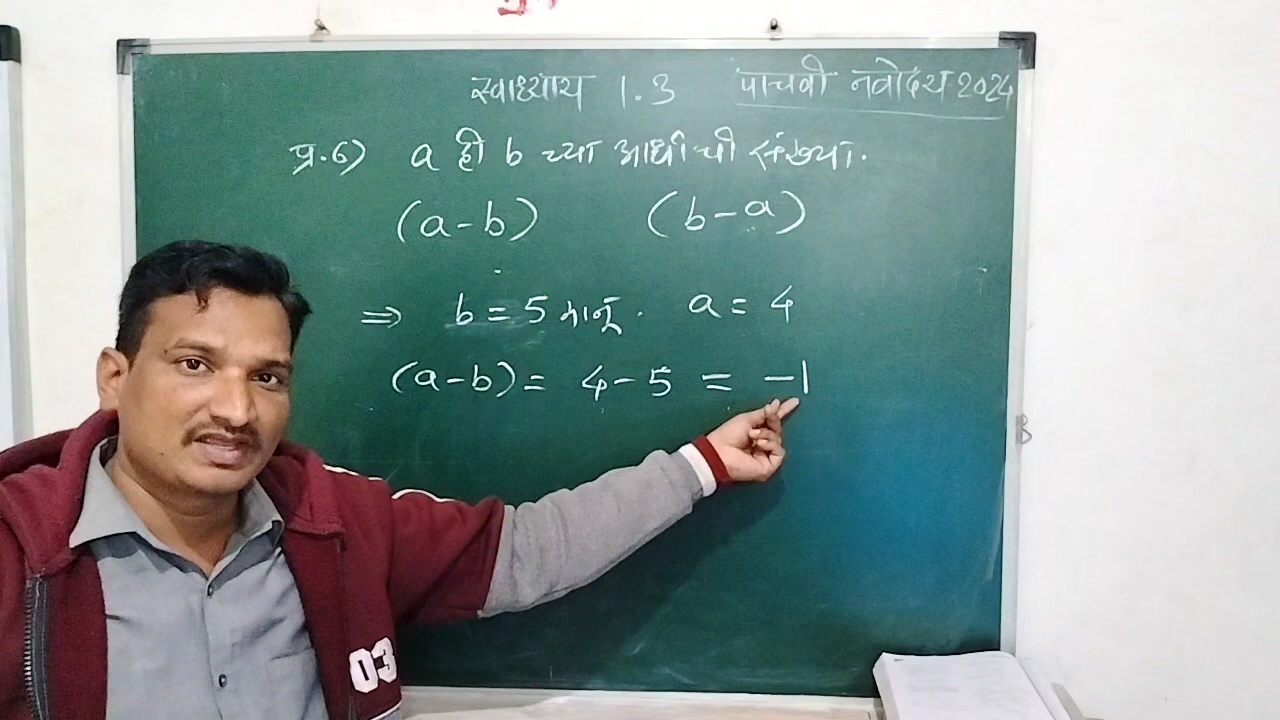 स्वाध्याय 1.3 पाचवी नवोदय 2024
प्र.6) a ही b च्या आधीची संख्या.
(a-b) (b-a)
⇒ b = 5 मानू. a = 4
(a-b) = 4-5 = -1
03
B